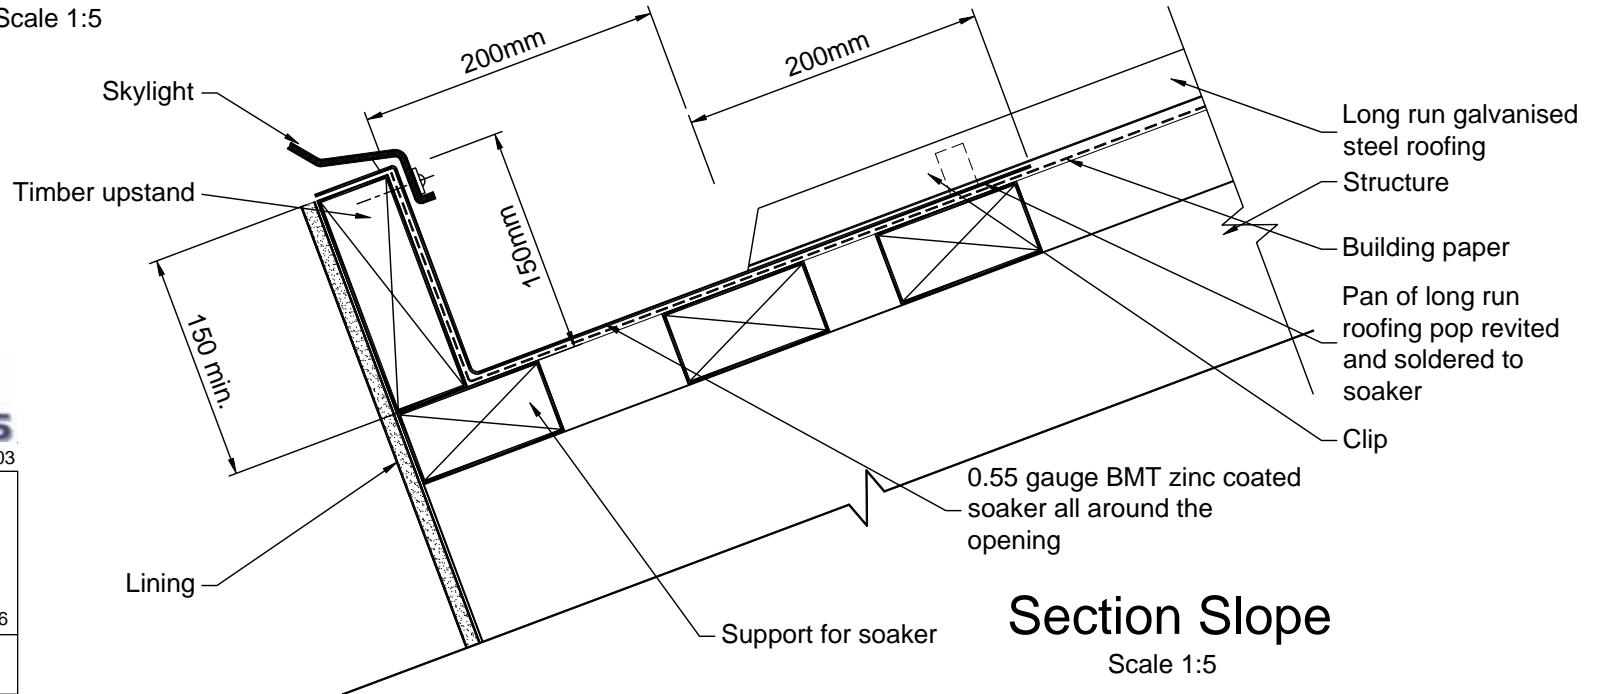 Scale 1:5
200mm
200mm
Skylight
Long run galvanised
steel roofing
Timber upstand
Structure
150mm
Building paper
150 min.
Pan of long run
roofing pop revited
and soldered to
soaker
Clip
0.55 gauge BMT zinc coated
soaker all around the
opening
Lining
Support for soaker
Section Slope
Scale 1:5
S
03
6